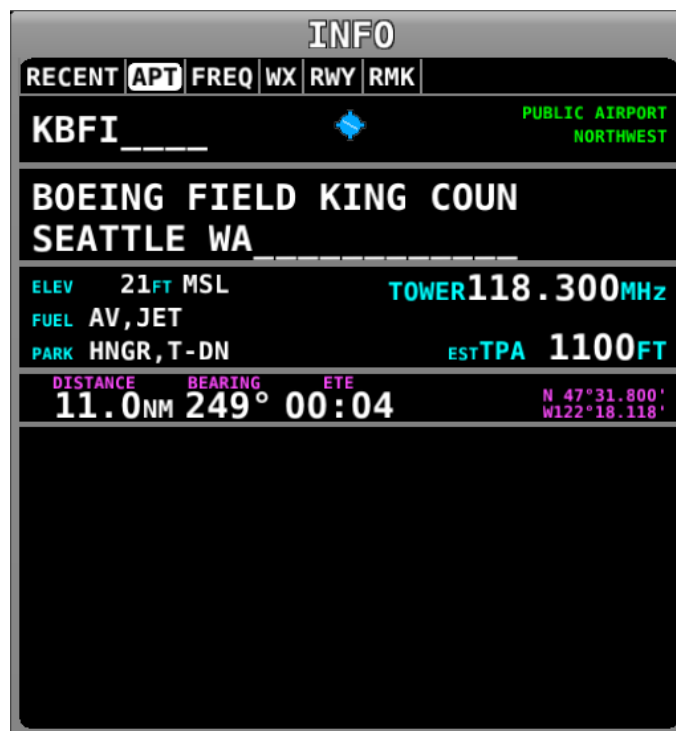 INFO
RECENT APT FREQ WX RWY RMK
KBFI____
PUBLIC AIRPORT
NORTHWEST
BOEING FIELD KING COUN
SEATTLE WA____________
ELEV 21FT MSL
TOWER118.300MHz
FUEL AV,JET
PARK HNGR,T-DN
ESTTPA 1100FT
DISTANCE BEARING ETE
11.0NM 249° 00:04
N 47°31.800'
W122°18.118'